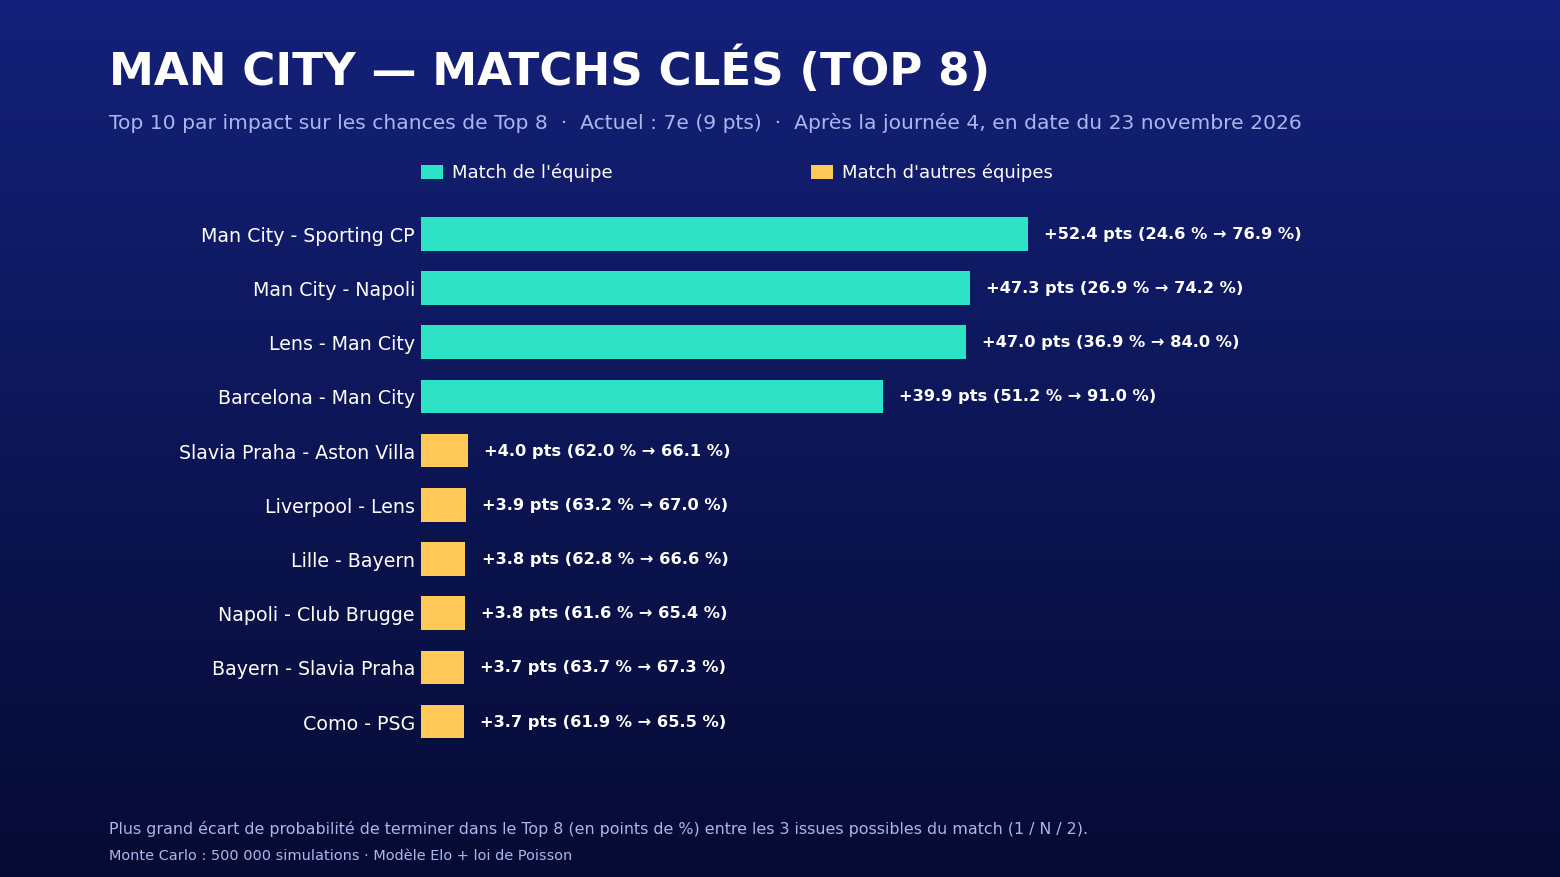 MAN CITY — MATCHS CLÉS (TOP 8)
Top 10 par impact sur les chances de Top 8 · Actuel : 7e (9 pts) · Après la journée 4, en date du 23 novembre 2026
Match de l'équipe
Match d'autres équipes
Man City - Sporting CP +52.4 pts (24.6 % → 76.9 %)
Man City - Napoli +47.3 pts (26.9 % → 74.2 %)
Lens - Man City +47.0 pts (36.9 % → 84.0 %)
Barcelona - Man City +39.9 pts (51.2 % → 91.0 %)
Slavia Praha - Aston Villa +4.0 pts (62.0 % → 66.1 %)
Liverpool - Lens +3.9 pts (63.2 % → 67.0 %)
Lille - Bayern +3.8 pts (62.8 % → 66.6 %)
Napoli - Club Brugge +3.8 pts (61.6 % → 65.4 %)
Bayern - Slavia Praha +3.7 pts (63.7 % → 67.3 %)
Como - PSG +3.7 pts (61.9 % → 65.5 %)
Plus grand écart de probabilité de terminer dans le Top 8 (en points de %) entre les 3 issues possibles du match (1 / N / 2).
Monte Carlo : 500 000 simulations · Modèle Elo + loi de Poisson